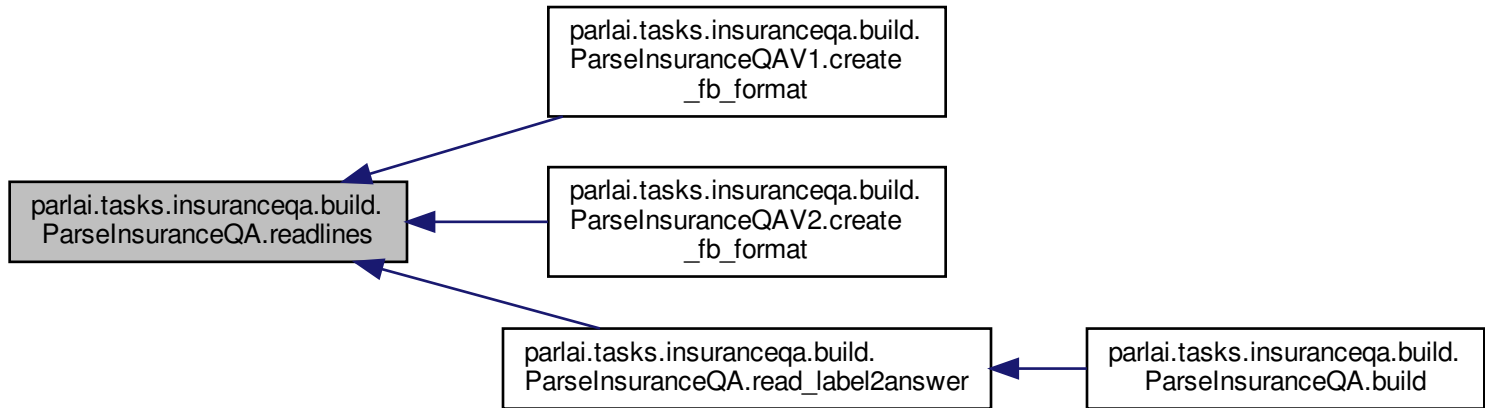 parlai.tasks.insuranceqa.build.
ParseInsuranceQAV1.create
_fb_format
parlai.tasks.insuranceqa.build.
ParseInsuranceQA.readlines
parlai.tasks.insuranceqa.build.
ParseInsuranceQAV2.create
_fb_format
parlai.tasks.insuranceqa.build.
ParseInsuranceQA.read_label2answer
parlai.tasks.insuranceqa.build.
ParseInsuranceQA.build